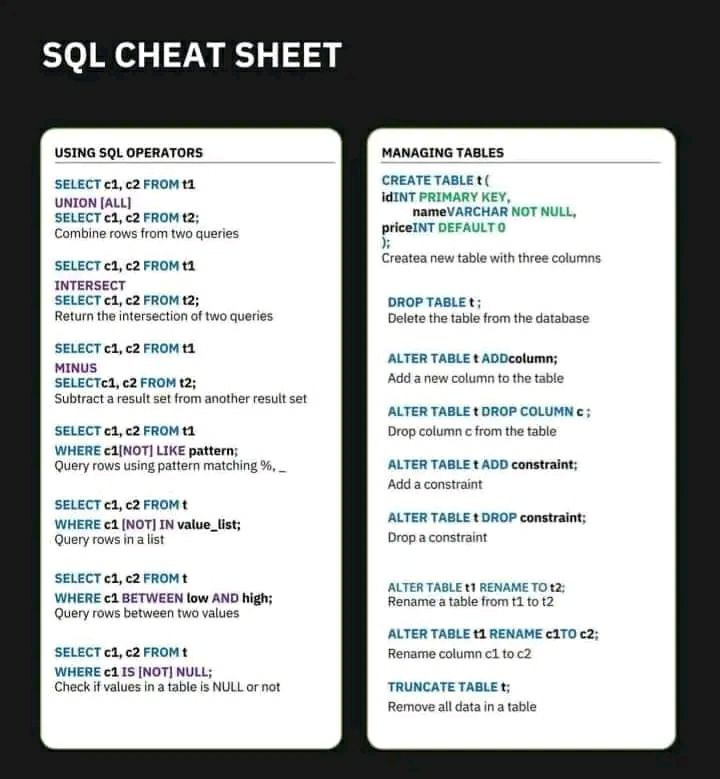 SQL CHEAT SHEET
USING SQL OPERATORS
SELECT c1, c2 FROM t1
UNION [ALL]
SELECT c1, c2 FROM t2;
Combine rows from two queries
SELECT c1, c2 FROM t1
INTERSECT
SELECT c1, c2 FROM t2;
Return the intersection of two queries
SELECT c1, c2 FROM t1
MINUS
SELECTc1, c2 FROM t2;
Subtract a result set from another result set
SELECT c1, c2 FROM t1
WHERE c1[NOT] LIKE pattern;
Query rows using pattern matching %, _
SELECT c1, c2 FROM t
WHERE c1 [NOT] IN value_list;
Query rows in a list
SELECT c1, c2 FROM t
WHERE c1 BETWEEN low AND high;
Query rows between two values
SELECT c1, c2 FROM t
WHERE c1 IS [NOT] NULL;
Check if values in a table is NULL or not
MANAGING TABLES
CREATE TABLE t (
idINT PRIMARY KEY,
nameVARCHAR NOT NULL,
priceINT DEFAULT 0
);
Createa new table with three columns
DROP TABLE t ;
Delete the table from the database
ALTER TABLE t ADDcolumn;
Add a new column to the table
ALTER TABLE t DROP COLUMN c ;
Drop column c from the table
ALTER TABLE t ADD constraint;
Add a constraint
ALTER TABLE t DROP constraint;
Drop a constraint
ALTER TABLE t1 RENAME TO t2;
Rename a table from t1 to t2
ALTER TABLE t1 RENAME c1TO c2;
Rename column c1 to c2
TRUNCATE TABLE t;
Remove all data in a table